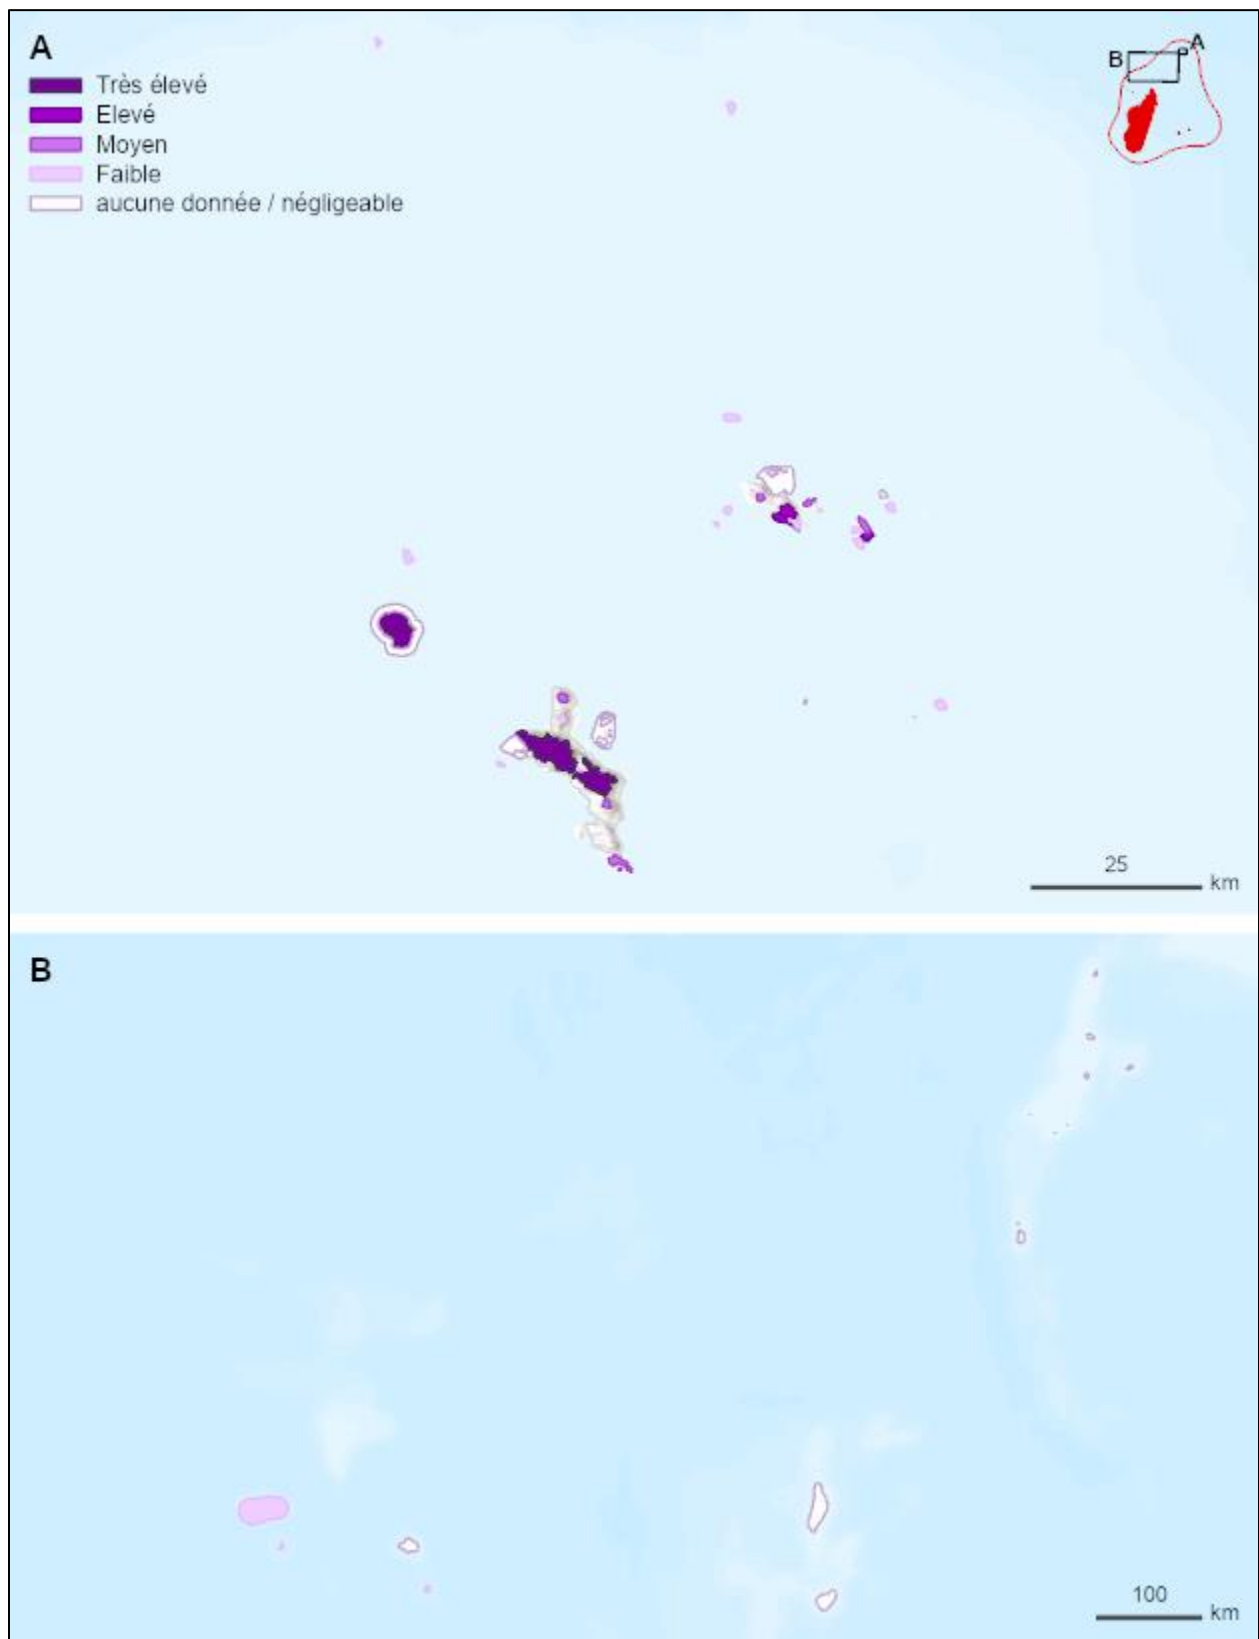 A
Très élevé
Elevé
Moyen
Faible
aucune donnée / négligeable
A
B
25
km
B
100
km